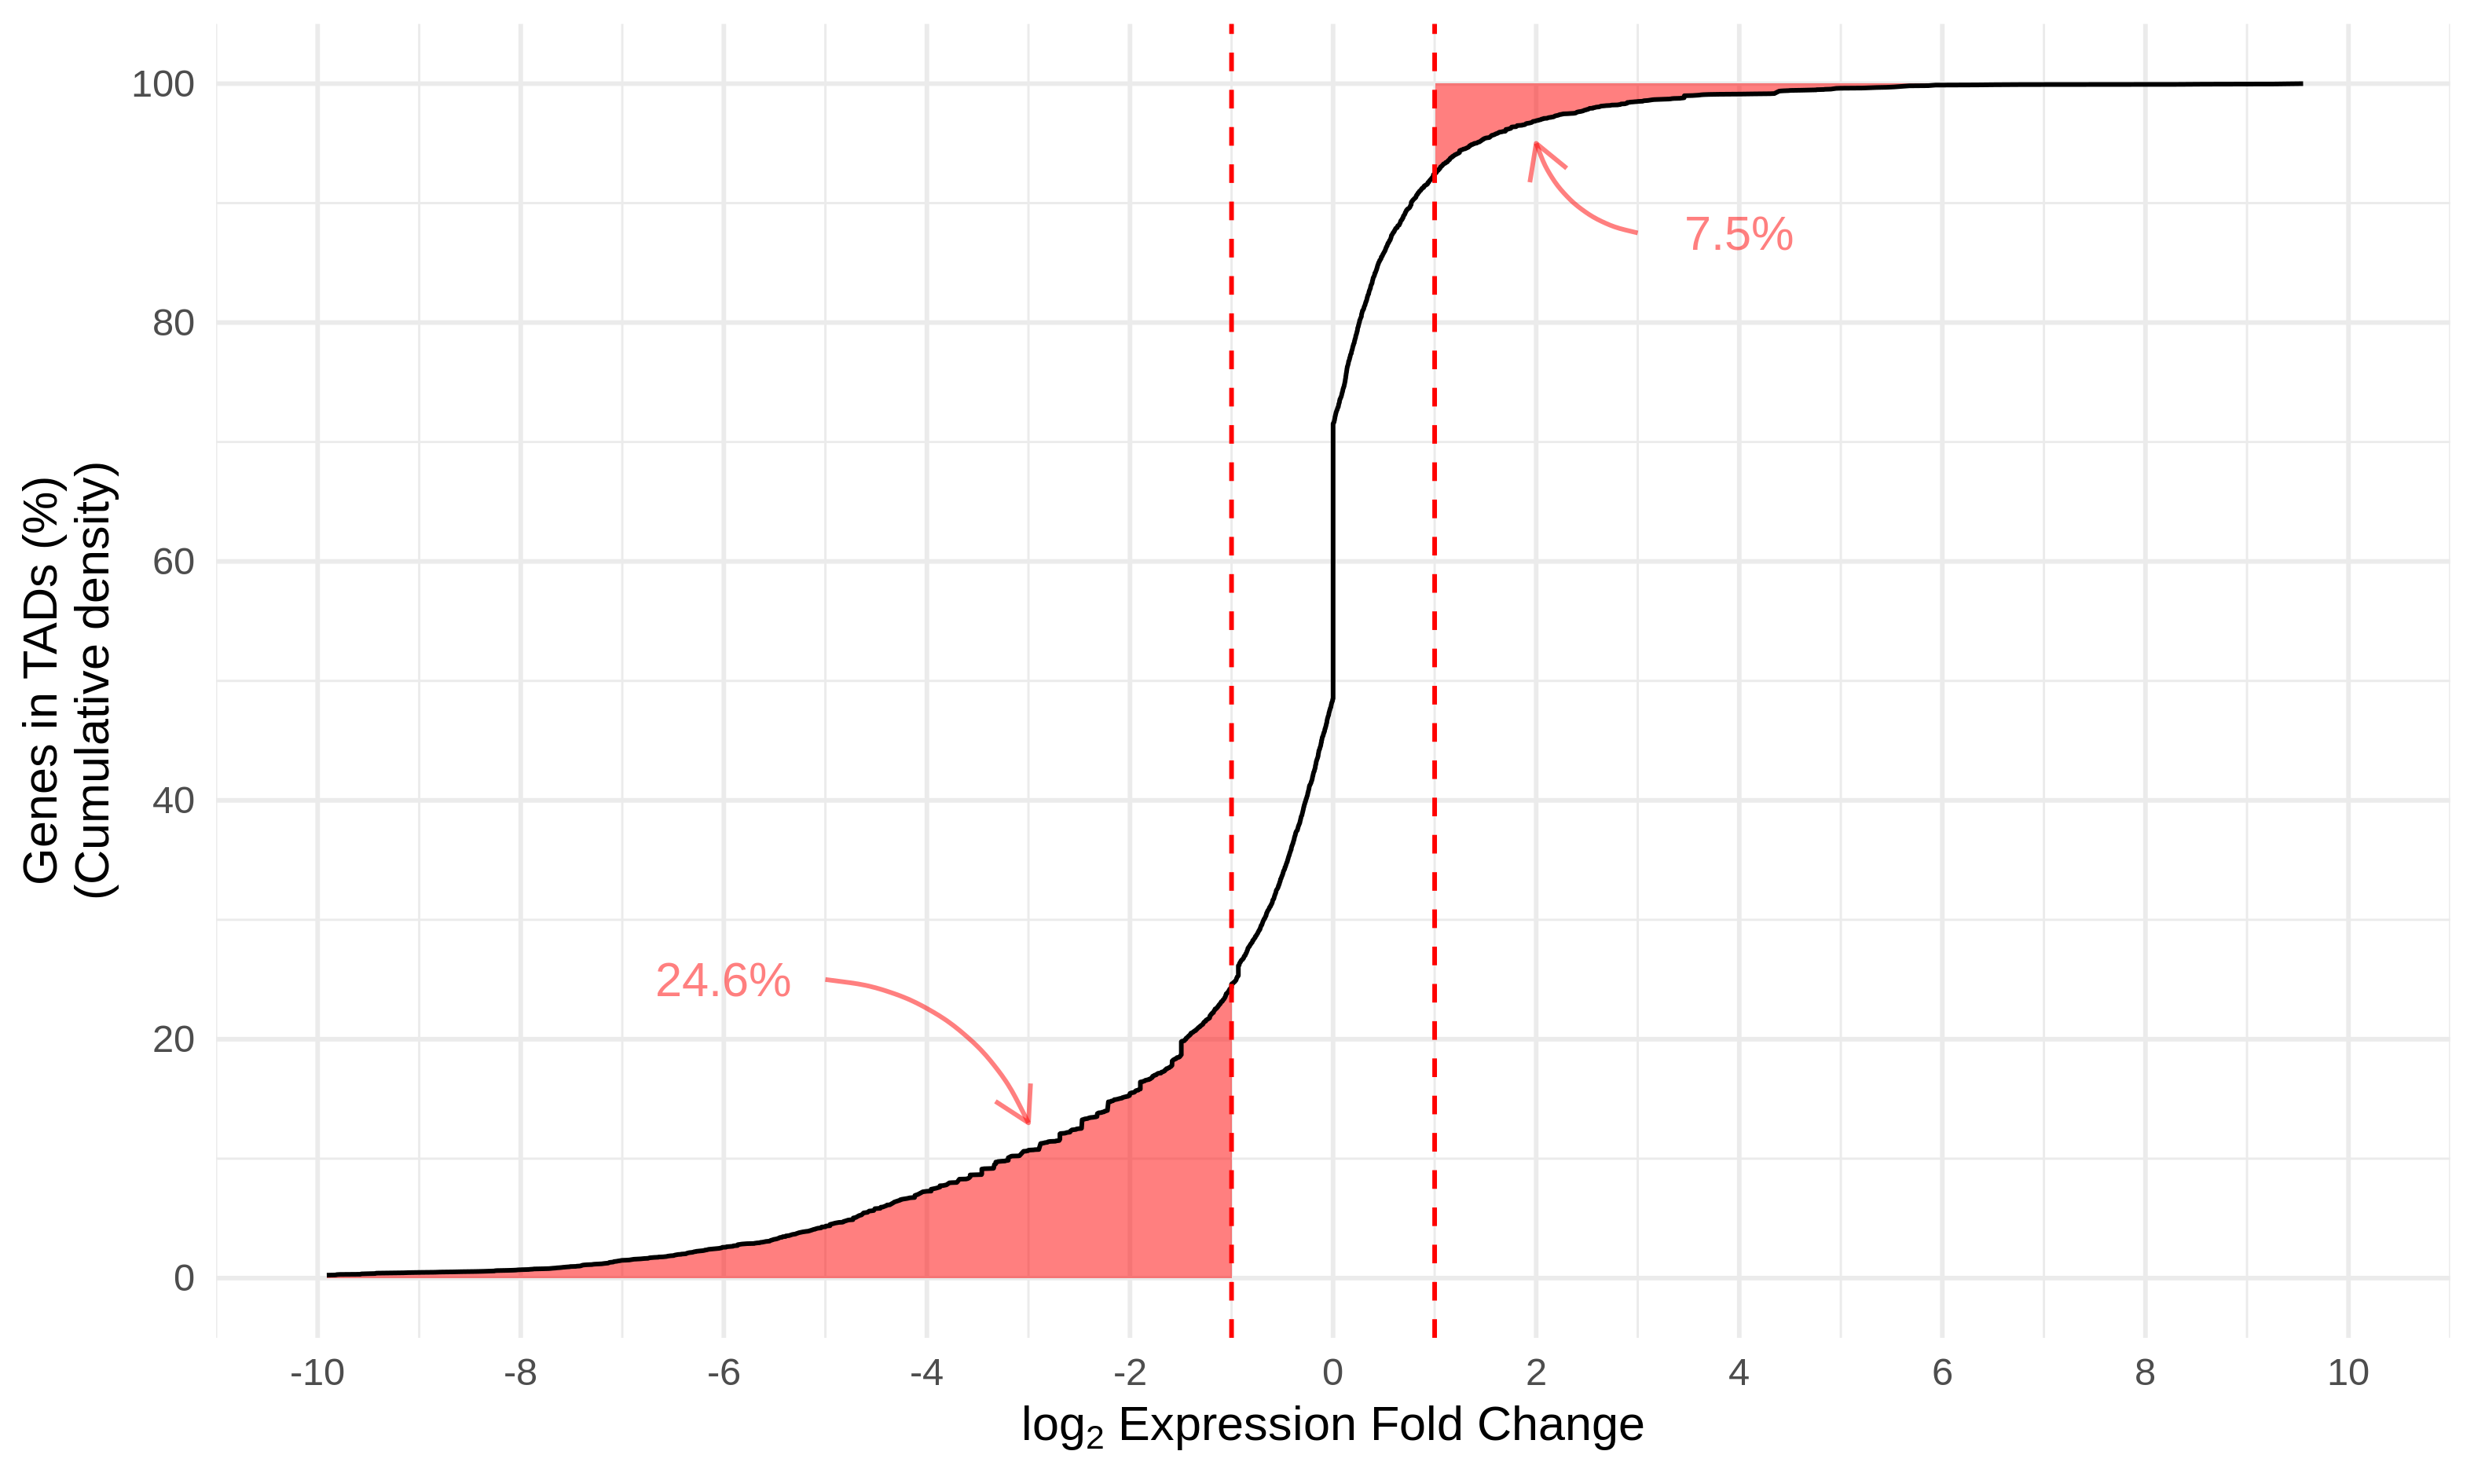 Genes in TADs (%)
(Cumulative density)
100
80
60
40
20
0
7.5%
24.6%
-10 -8 -6 -4 -2 0 2 4 6 8 10
log₂ Expression Fold Change